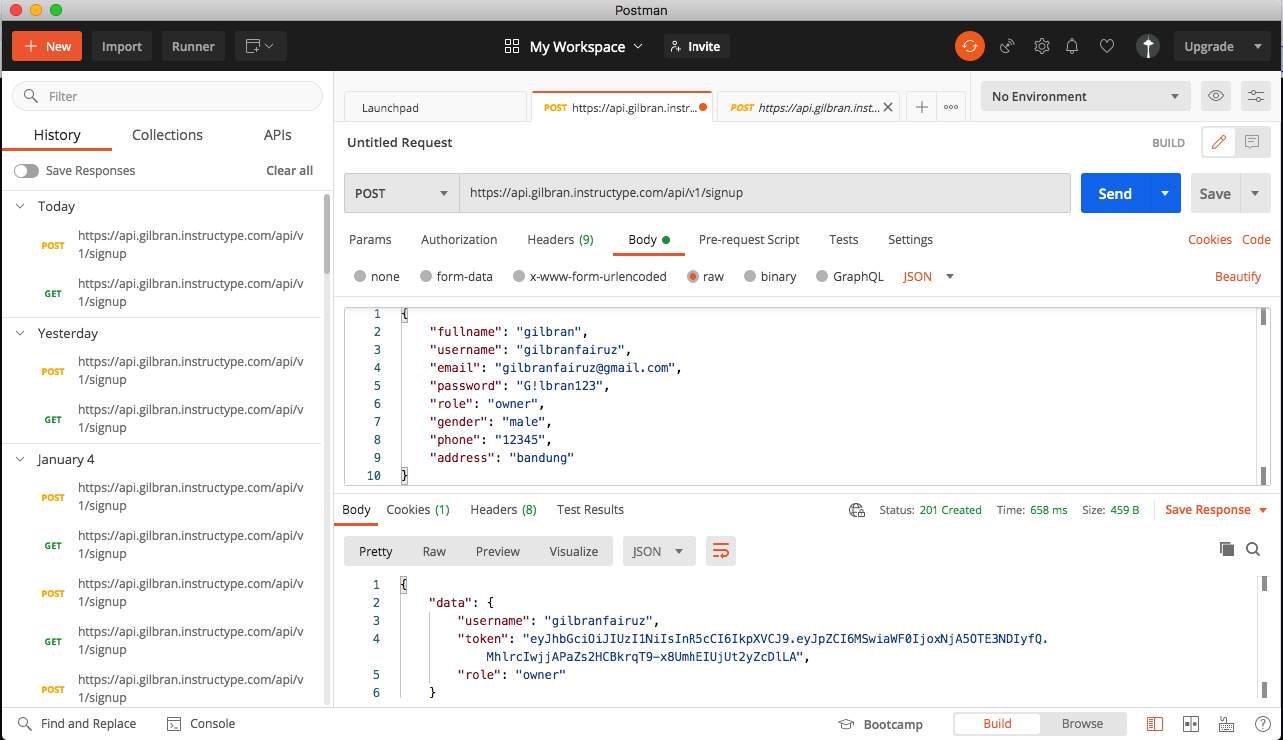 Postman
New
Import
Runner
My Workspace
Invite
Upgrade
Filter
History Collections APIs
Save Responses Clear all
Today
POST https://api.gilbran.instructype.com/api/v
1/signup
GET https://api.gilbran.instructype.com/api/v
1/signup
Yesterday
POST https://api.gilbran.instructype.com/api/v
1/signup
GET https://api.gilbran.instructype.com/api/v
1/signup
January 4
POST https://api.gilbran.instructype.com/api/v
1/signup
GET https://api.gilbran.instructype.com/api/v
1/signup
POST https://api.gilbran.instructype.com/api/v
1/signup
GET https://api.gilbran.instructype.com/api/v
1/signup
POST https://api.gilbran.instructype.com/api/v
1/signup
Launchpad
POST https://api.gilbran.instr...
POST https://api.gilbran.inst...
No Environment
Untitled Request
BUILD
POST https://api.gilbran.instructype.com/api/v1/signup
Send Save
Params Authorization Headers (9) Body Pre-request Script Tests Settings Cookies Code
none form-data x-www-form-urlencoded raw binary GraphQL JSON Beautify
1 {
2 "fullname": "gilbran",
3 "username": "gilbranfairuz",
4 "email": "gilbranfairuz@gmail.com",
5 "password": "G!lbran123",
6 "role": "owner",
7 "gender": "male",
8 "phone": "12345",
9 "address": "bandung"
10 }
Body Cookies (1) Headers (8) Test Results Status: 201 Created Time: 658 ms Size: 459 B Save Response
Pretty Raw Preview Visualize JSON
1 {
2 "data": {
3 "username": "gilbranfairuz",
4 "token": "eyJhbGciOiJIUzI1NiIsInR5cCI6IkpXVCJ9.eyJpZCI6MSwiaWF0IjoxNjA5OTE3NDIyfQ.
MhlrcIwjjAPaZs2HCBkrqT9-x8UmhEIUjUt2yZcDlLA",
5 "role": "owner"
6 }
Find and Replace Console Bootcamp Build Browse